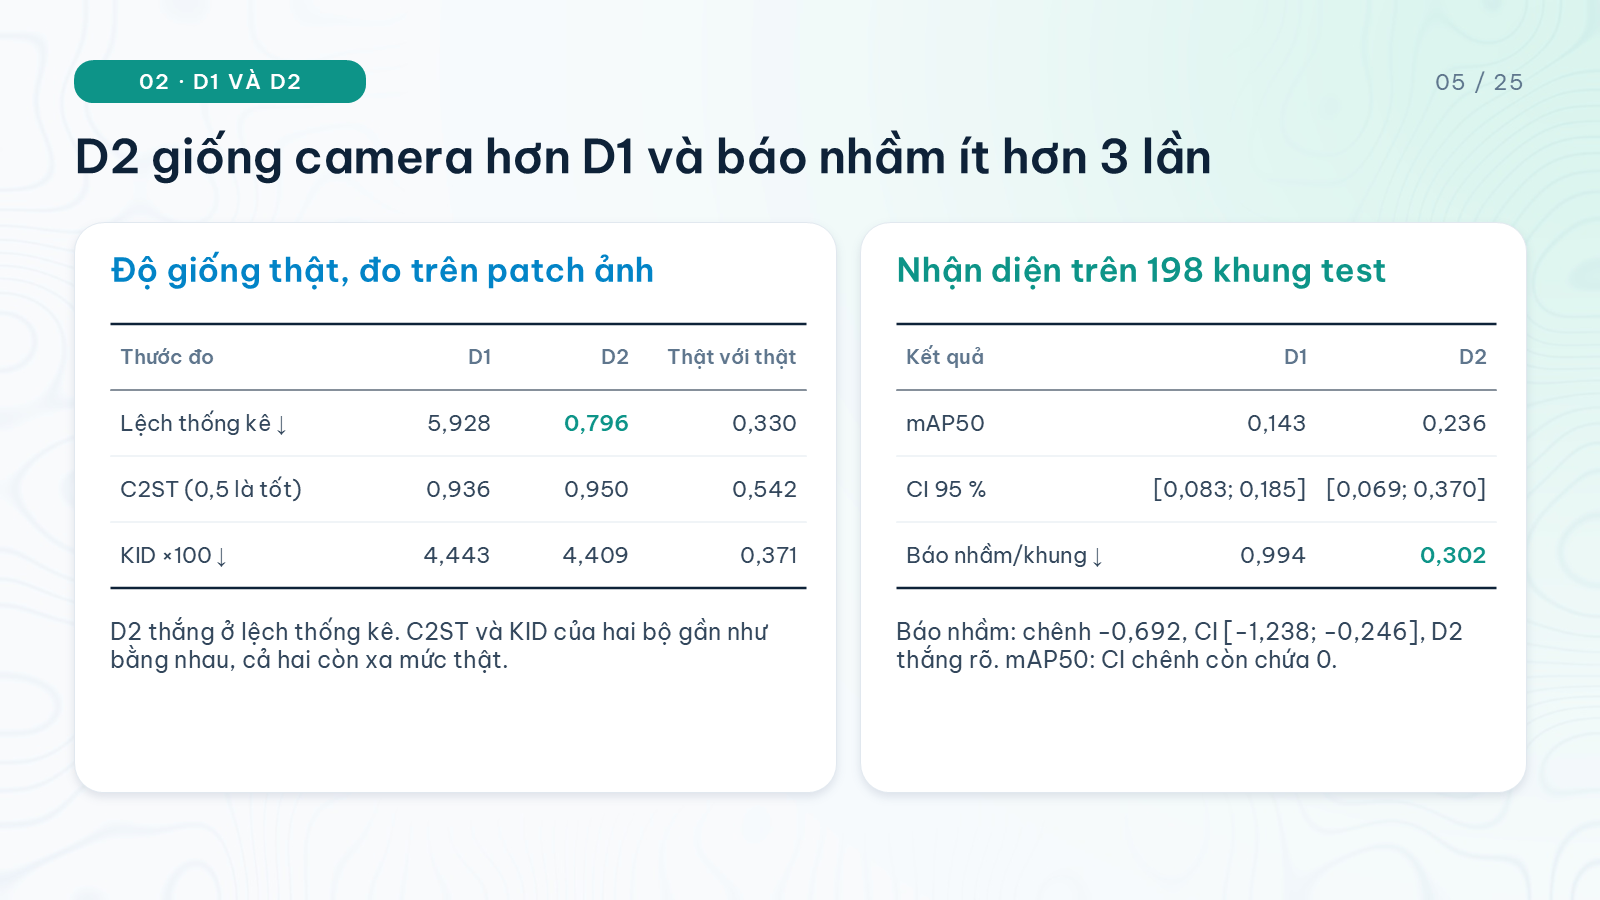 02 · D1 VÀ D2
05 / 25
D2 giống camera hơn D1 và báo nhầm ít hơn 3 lần
Độ giống thật, đo trên patch ảnh
Thước đo D1 D2 Thật với thật
Lệch thống kê ↓ 5,928 0,796 0,330
C2ST (0,5 là tốt) 0,936 0,950 0,542
KID ×100 ↓ 4,443 4,409 0,371
D2 thắng ở lệch thống kê. C2ST và KID của hai bộ gần như
bằng nhau, cả hai còn xa mức thật.
Nhận diện trên 198 khung test
Kết quả D1 D2
mAP50 0,143 0,236
CI 95 % [0,083; 0,185] [0,069; 0,370]
Báo nhầm/khung ↓ 0,994 0,302
Báo nhầm: chênh −0,692, CI [−1,238; −0,246], D2
thắng rõ. mAP50: CI chênh còn chứa 0.